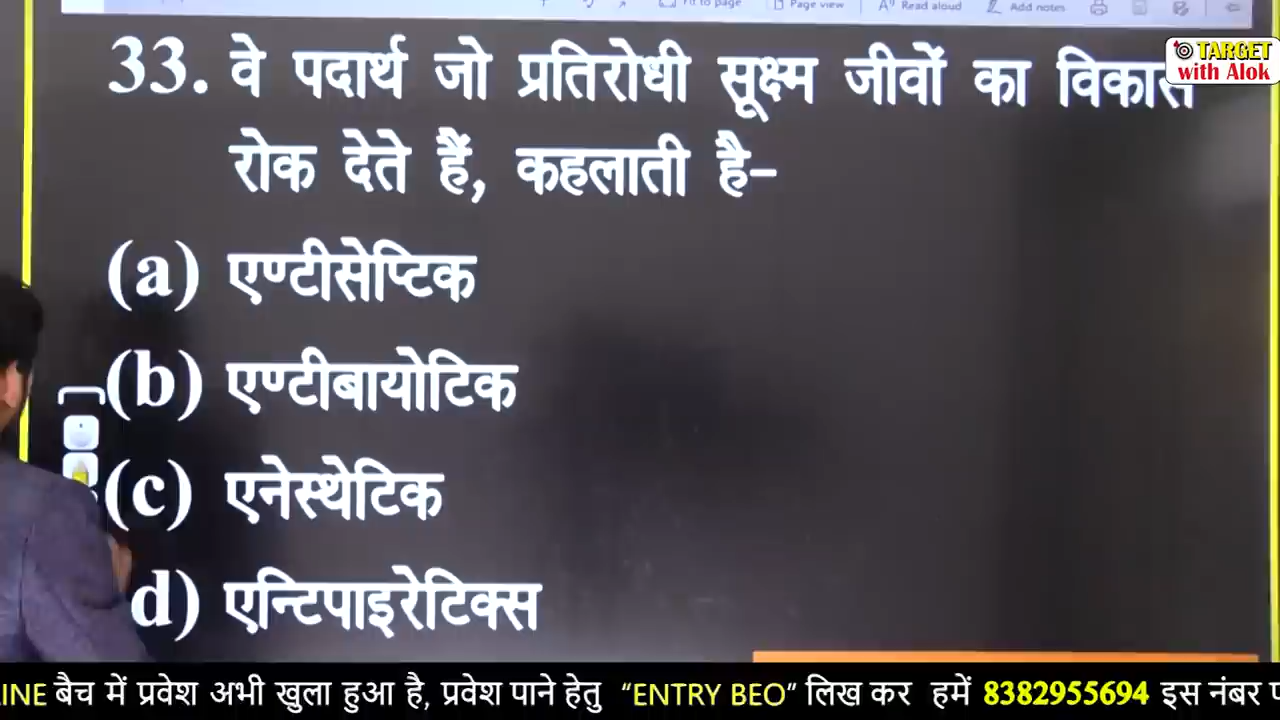 Fit to page
Page view
Read aloud
Add notes
TARGET
with Alok
33. वे पदार्थ जो प्रतिरोधी सूक्ष्म जीवों का विकास
रोक देते हैं, कहलाती है-
(a) एण्टीसेप्टिक
(b) एण्टीबायोटिक
(c) एनेस्थेटिक
d) एन्टिपाइरेटिक्स
INE बैच में प्रवेश अभी खुला हुआ है, प्रवेश पाने हेतु “ENTRY BEO” लिख कर हमें 8382955694 इस नंबर